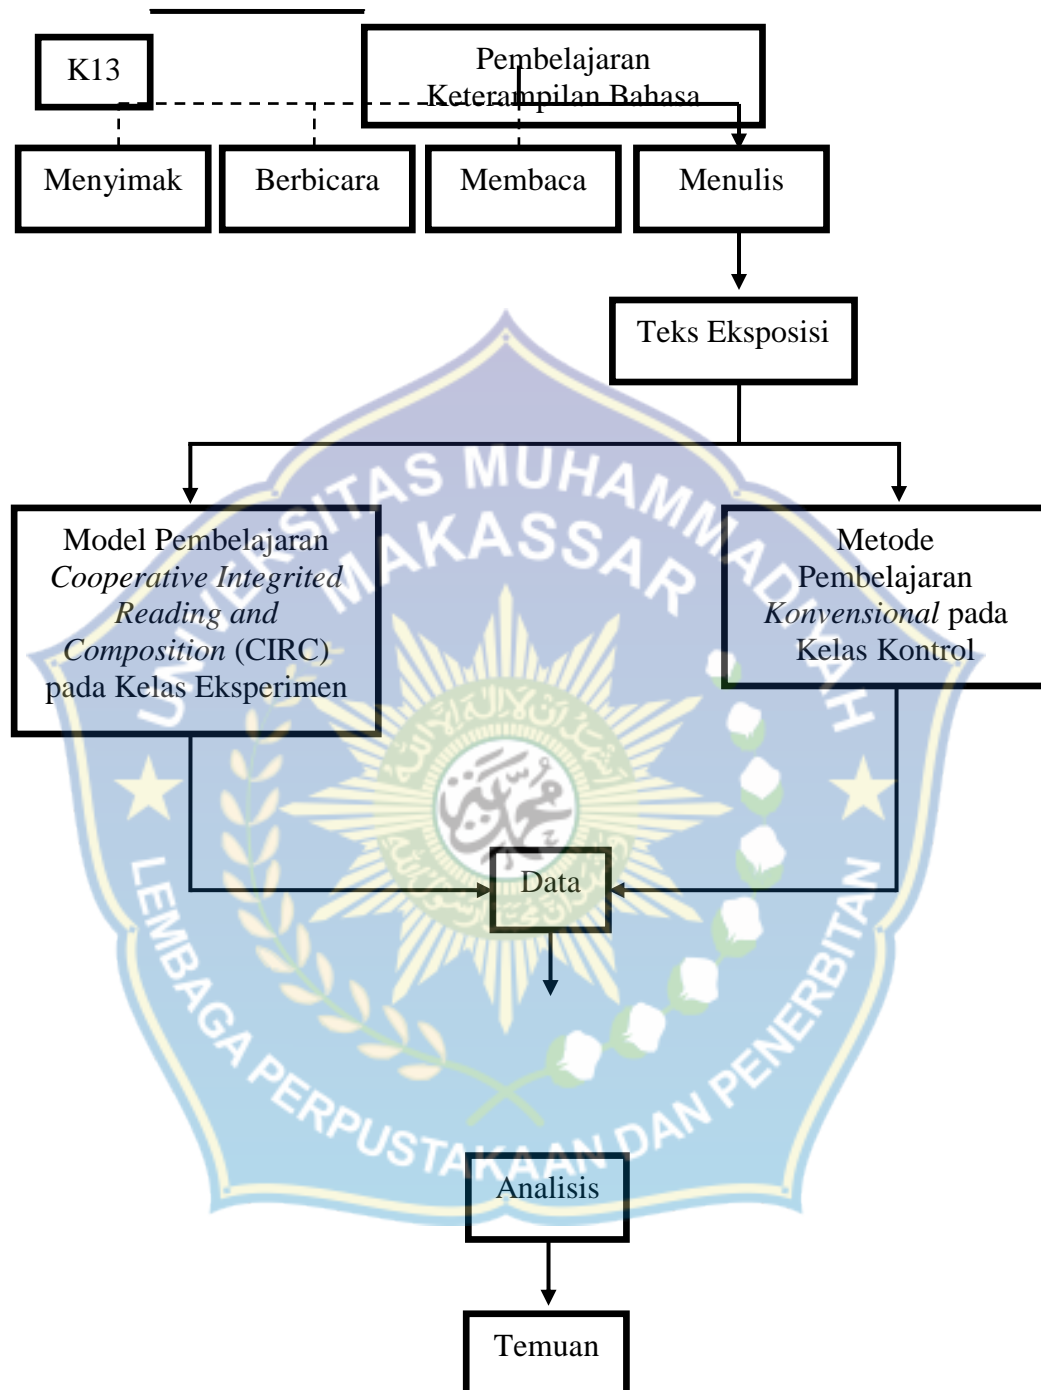 K13
Pembelajaran
Keterampilan Bahasa
Menyimak
Berbicara
Membaca
Menulis
Teks Eksposisi
Model Pembelajaran
Cooperative Integrited
Reading and
Composition (CIRC)
pada Kelas Eksperimen
Metode
Pembelajaran
Konvensional pada
Kelas Kontrol
Data
Analisis
Temuan
UNIVERSITAS MUHAMMADIYAH
MAKASSAR
LEMBAGA PERPUSTAKAAN DAN PENERBITAN